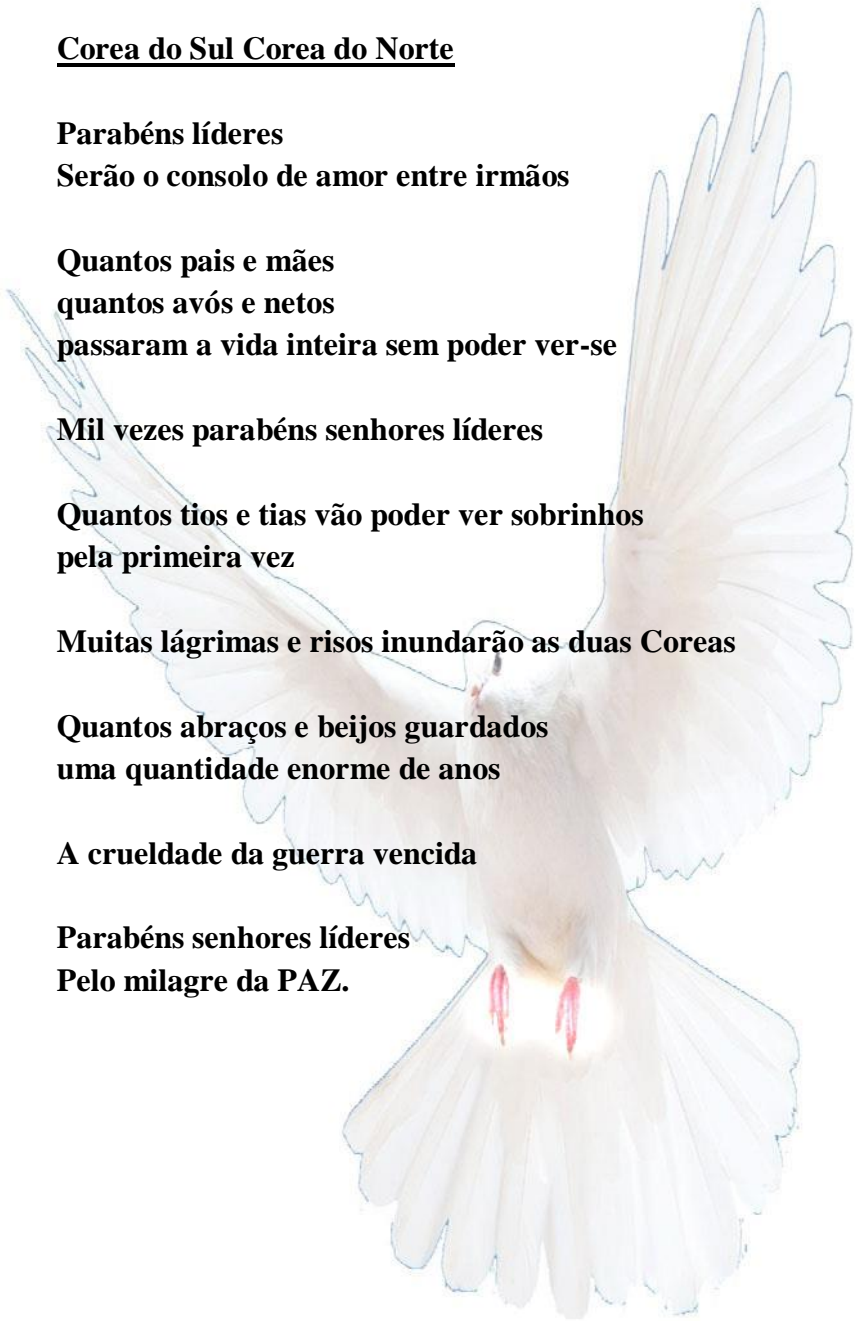 Corea do Sul Corea do Norte
Parabéns líderes
Serão o consolo de amor entre irmãos
Quantos pais e mães
quantos avós e netos
passaram a vida inteira sem poder ver-se
Mil vezes parabéns senhores líderes
Quantos tios e tias vão poder ver sobrinhos
pela primeira vez
Muitas lágrimas e risos inundarão as duas Coreas
Quantos abraços e beijos guardados
uma quantidade enorme de anos
A crueldade da guerra vencida
Parabéns senhores líderes
Pelo milagre da PAZ.